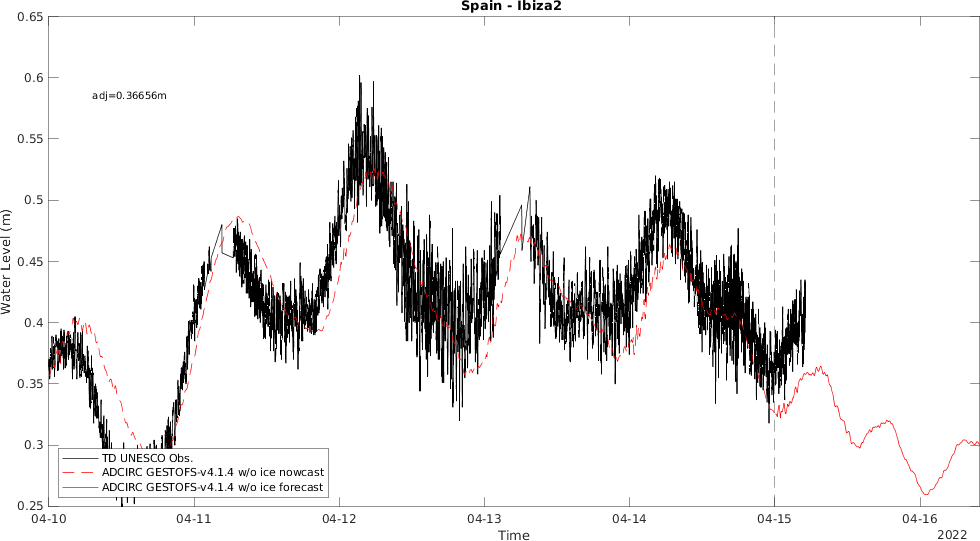 Spain - Ibiza2
0.65
0.6
0.55
0.5
0.45
0.4
0.35
0.3
0.25
Water Level (m)
adj=0.36656m
TD UNESCO Obs.
ADCIRC GESTOFS-v4.1.4 w/o ice nowcast
ADCIRC GESTOFS-v4.1.4 w/o ice forecast
04-10 04-11 04-12 04-13 04-14 04-15 04-16
Time
2022